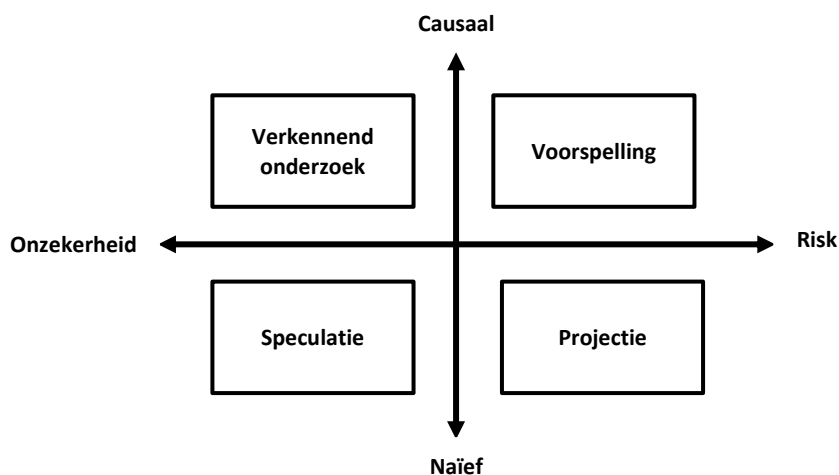 Causaal
Verkennend
onderzoek
Voorspelling
Onzekerheid
Risk
Speculatie
Projectie
Naïef